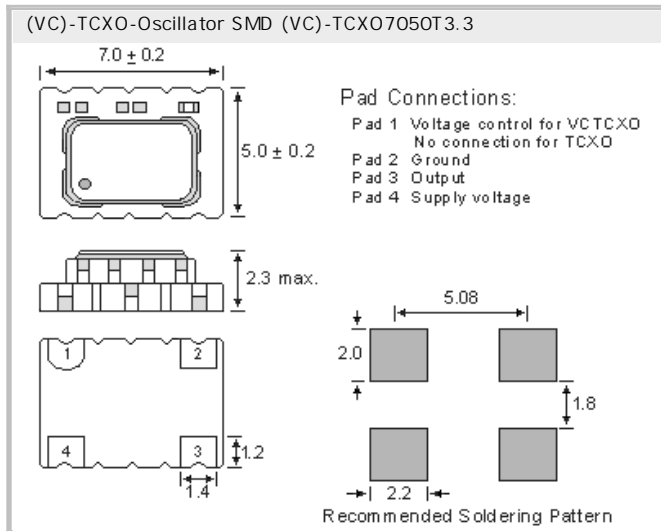 (VC)-TCXO-Oscillator SMD (VC)-TCXO7050T3.3
7.0 ± 0.2
5.0 ± 0.2
Pad Connections:
Pad 1 Voltage control for VCTCXO
No connection for TCXO
Pad 2 Ground
Pad 3 Output
Pad 4 Supply voltage
2.3 max.
1
2
4
3
1.2
1.4
5.08
2.0
1.8
2.2
Recommended Soldering Pattern